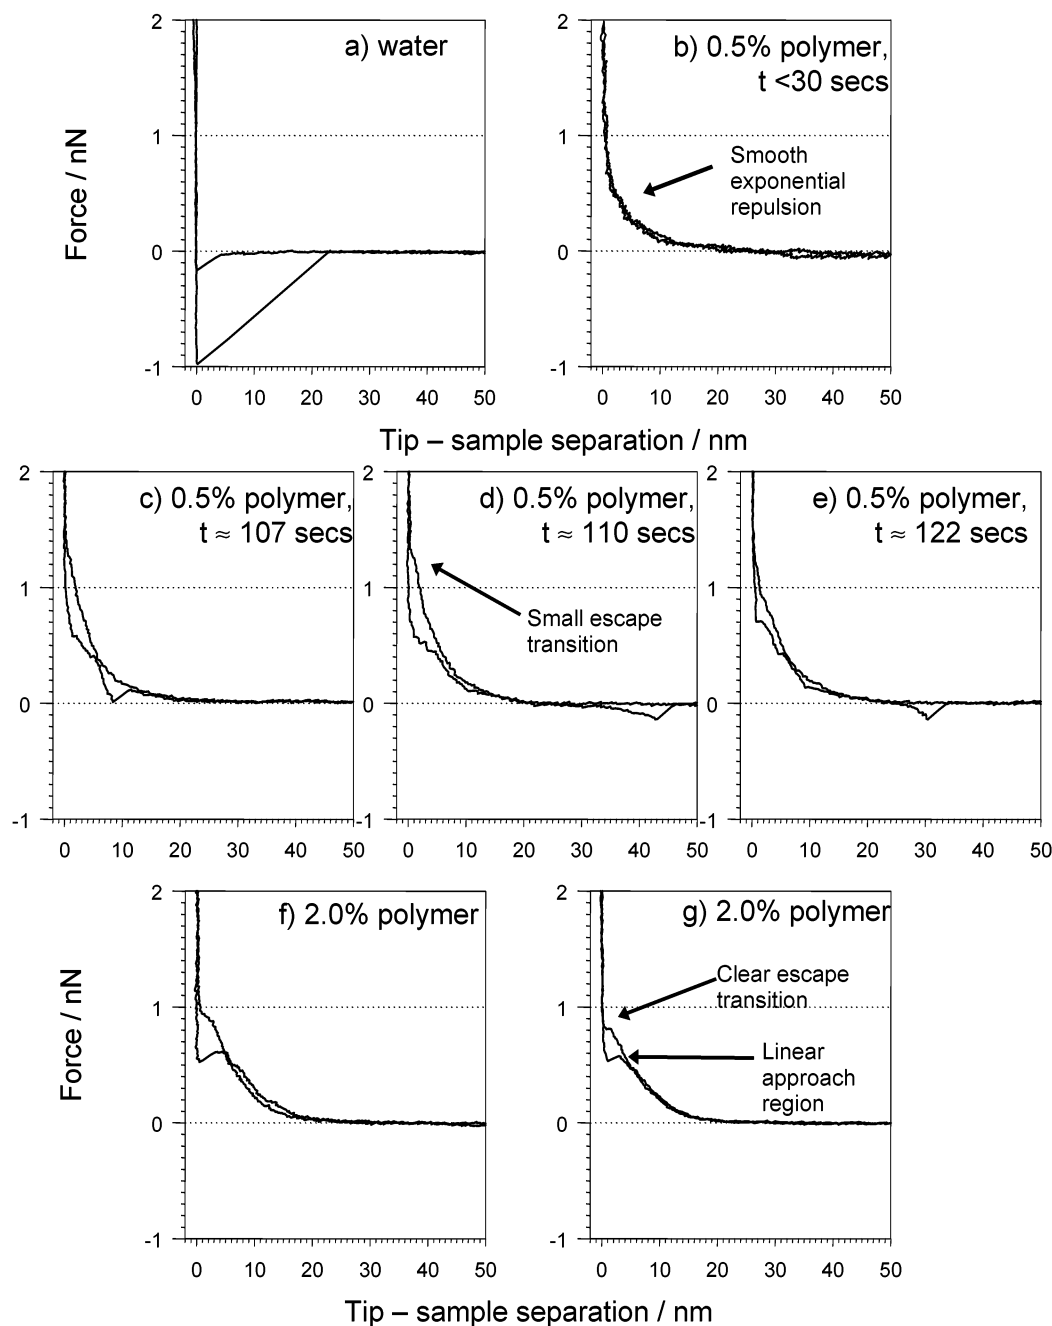 a) water
2
1
0
-1
0 10 20 30 40 50
Force / nN
b) 0.5% polymer,
t <30 secs
Smooth
exponential
repulsion
2
1
0
-1
0 10 20 30 40 50
Tip – sample separation / nm
c) 0.5% polymer,
t ≈ 107 secs
2
1
0
-1
0 10 20 30 40 50
d) 0.5% polymer,
t ≈ 110 secs
Small escape
transition
2
1
0
-1
0 10 20 30 40 50
e) 0.5% polymer,
t ≈ 122 secs
2
1
0
-1
0 10 20 30 40 50
f) 2.0% polymer
2
1
0
-1
0 10 20 30 40 50
Force / nN
g) 2.0% polymer
Clear escape
transition
Linear
approach
region
2
1
0
-1
0 10 20 30 40 50
Tip – sample separation / nm